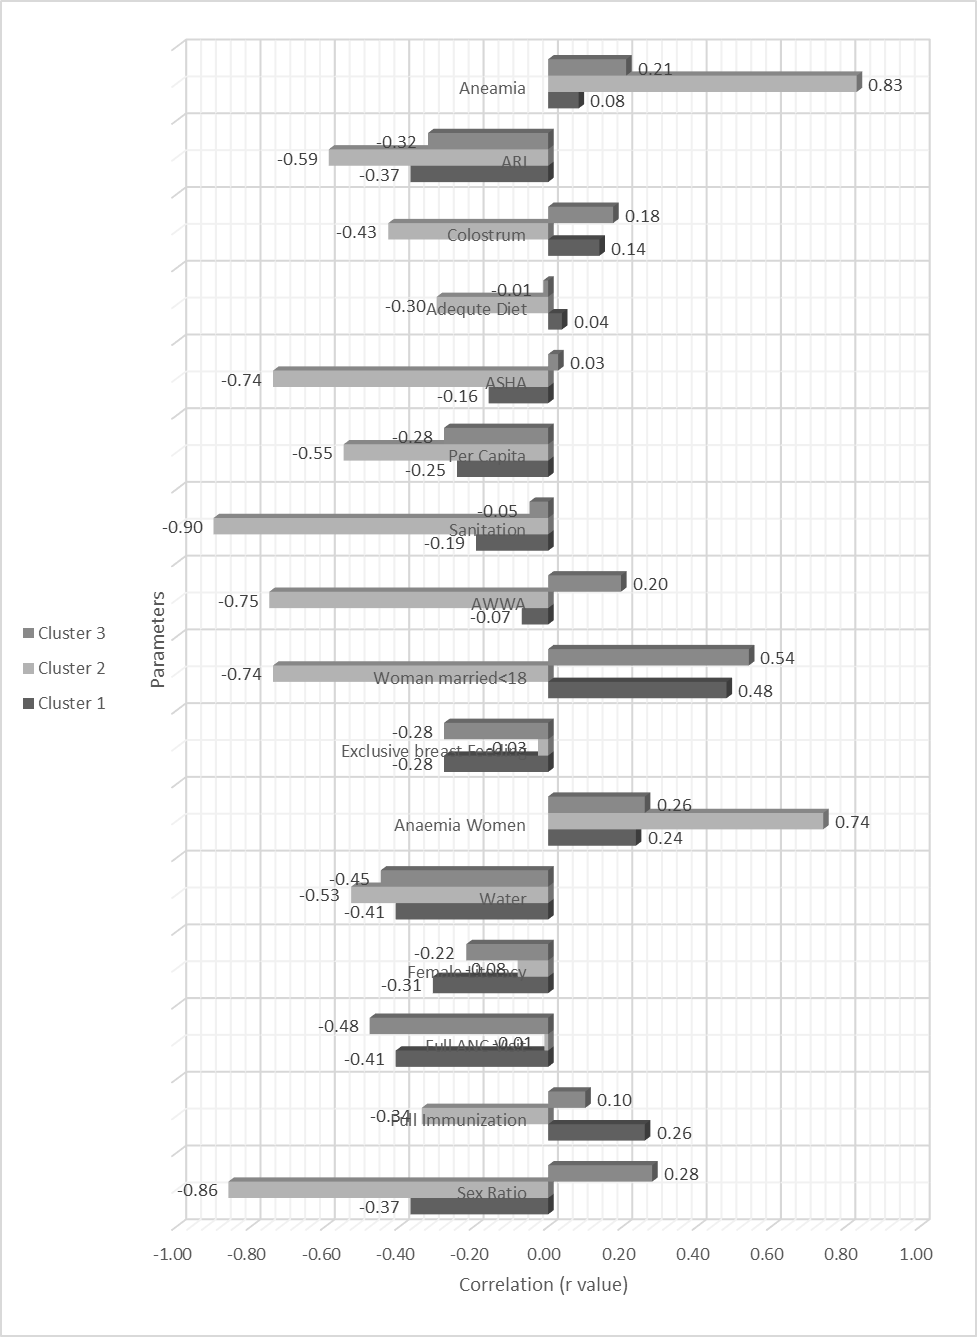 0.21
Aneamia
0.83
0.08
-0.32
-0.59
ARI
-0.37
0.18
-0.43
Colostrum
0.14
-0.01
-0.30
Adequte Diet
0.04
0.03
-0.74
ASHA
-0.16
-0.28
-0.55
Per Capita
-0.25
-0.05
-0.90
Sanitation
-0.19
0.20
-0.75
AWWA
-0.07
Parameters
Cluster 3
Cluster 2
Cluster 1
0.54
-0.74
Woman married<18
0.48
-0.28
-0.03
Exclusive breast Feeding
-0.28
0.26
Anaemia Women
0.74
0.24
-0.45
-0.53
Water
-0.41
-0.22
-0.08
Female Literacy
-0.31
-0.48
-0.01
Full ANC Visit
-0.41
0.10
-0.34
Full Immunization
0.26
0.28
-0.86
Sex Ratio
-0.37
-1.00 -0.80 -0.60 -0.40 -0.20 0.00 0.20 0.40 0.60 0.80 1.00
Correlation (r value)